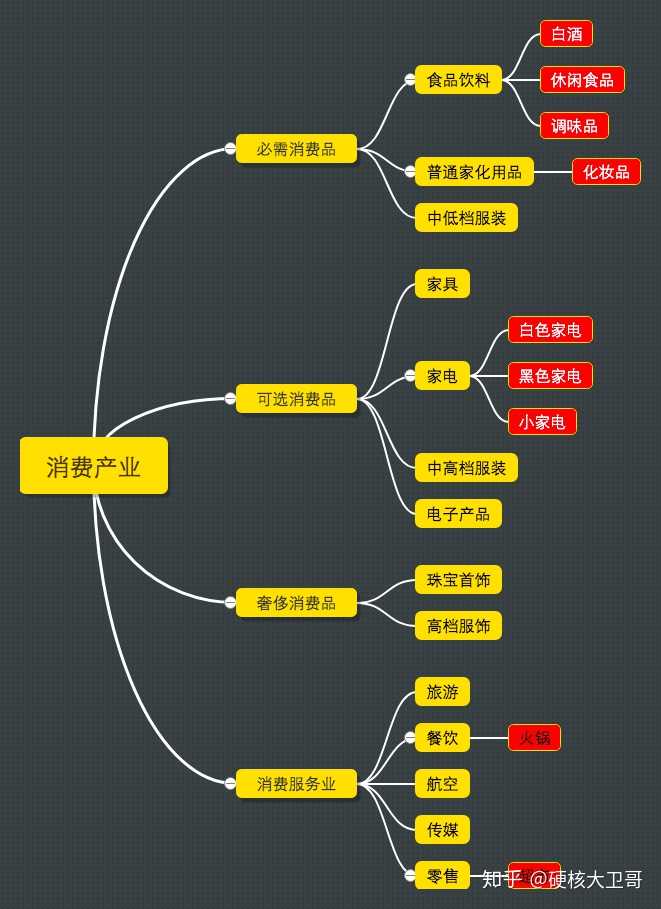 消费产业
必需消费品
食品饮料
白酒
休闲食品
调味品
普通家化用品
化妆品
中低档服装
可选消费品
家具
家电
白色家电
黑色家电
小家电
中高档服装
电子产品
奢侈消费品
珠宝首饰
高档服饰
消费服务业
旅游
餐饮
火锅
航空
传媒
零售
知乎 @硬核大卫哥